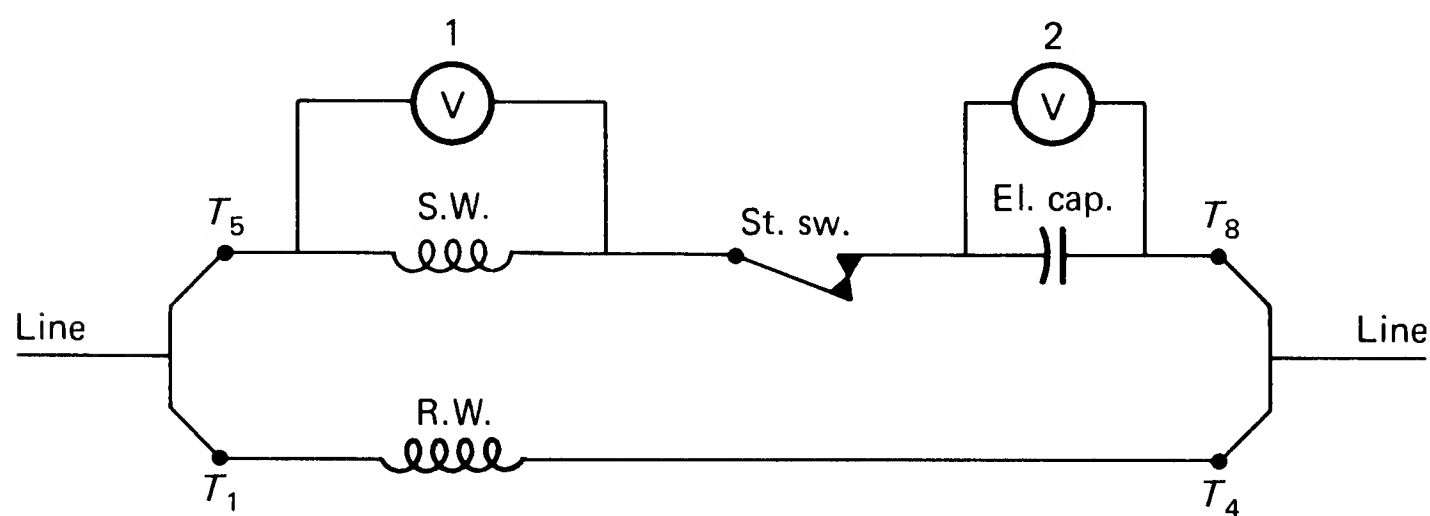 1
2
V
V
T5
S.W.
St. sw.
El. cap.
T8
Line
Line
R.W.
T1
T4